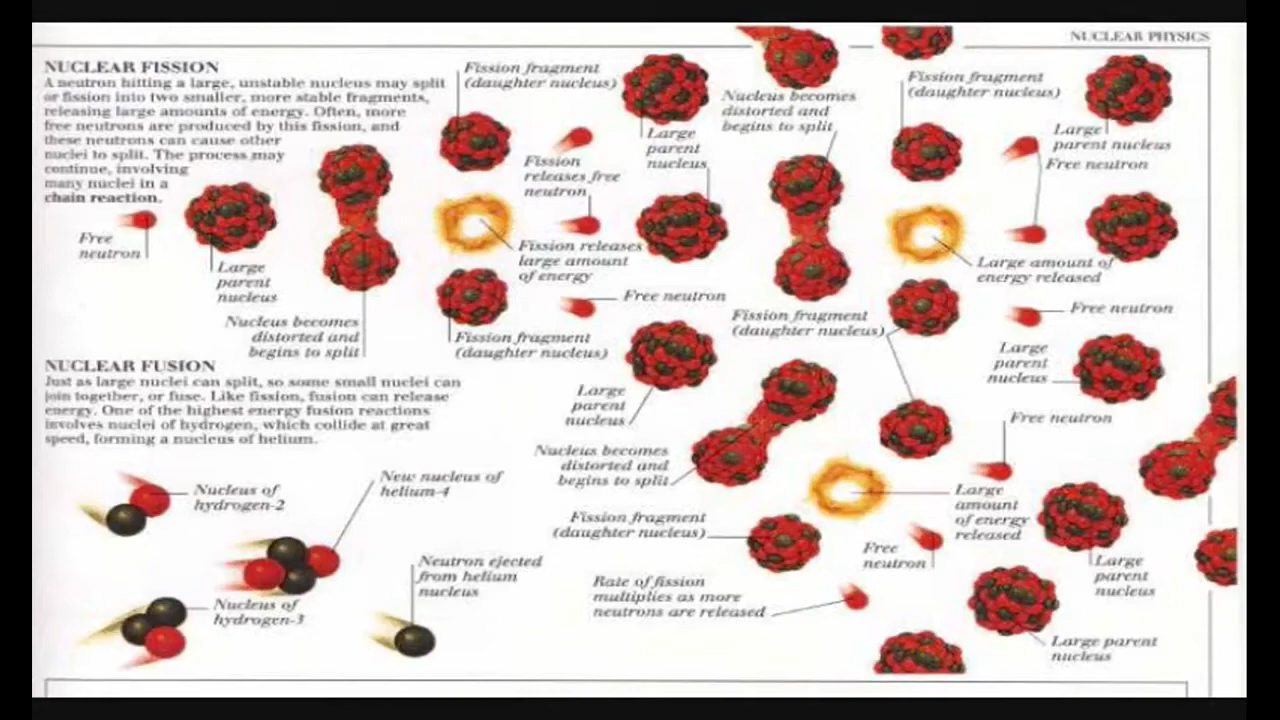 NUCLEAR PHYSICS
NUCLEAR FISSION
A neutron hitting a large, unstable nucleus may split
or fission into two smaller, more stable fragments,
releasing large amounts of energy. Often, more
free neutrons are produced by this fission, and
these neutrons can cause other
nuclei to split. The process may
continue, involving
many nuclei in a
chain reaction.
Free
neutron
Large
parent
nucleus
Nucleus becomes
distorted and
begins to split
Fission fragment
(daughter nucleus)
Fission
releases free
neutron
Fission releases
large amount
of energy
Free neutron
Fission fragment
(daughter nucleus)
Large
parent
nucleus
Nucleus becomes
distorted and
begins to split
Fission fragment
(daughter nucleus)
Large
parent nucleus
Free neutron
Large amount of
energy released
Free neutron
Fission fragment
(daughter nucleus)
Large
parent
nucleus
Large
parent
nucleus
Free neutron
Nucleus becomes
distorted and
begins to split
Large
amount
of energy
released
Fission fragment
(daughter nucleus)
Free
neutron
Large
parent
nucleus
Rate of fission
multiplies as more
neutrons are released
Large parent
nucleus
NUCLEAR FUSION
Just as large nuclei can split, so some small nuclei can
join together, or fuse. Like fission, fusion can release
energy. One of the highest energy fusion reactions
involves nuclei of hydrogen, which collide at great
speed, forming a nucleus of helium.
Nucleus of
hydrogen-2
New nucleus of
helium-4
Neutron ejected
from helium
nucleus
Nucleus of
hydrogen-3